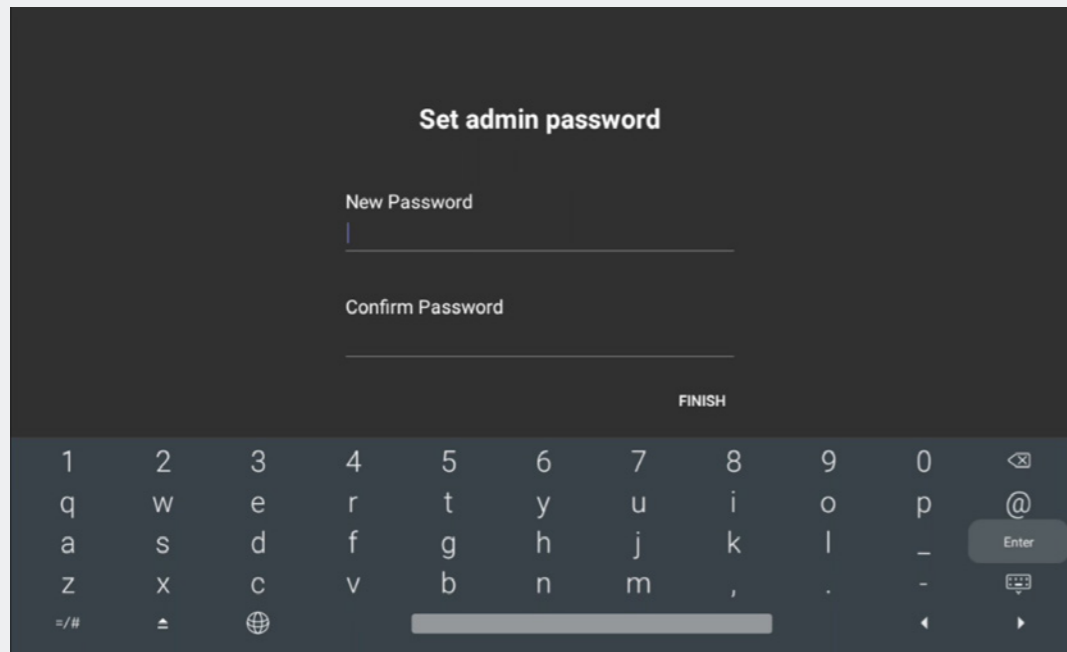 Set admin password
New Password
Confirm Password
FINISH
1 2 3 4 5 6 7 8 9 0
q w e r t y u i o p @
a s d f g h j k l _ Enter
z x c v b n m , . -
=/#